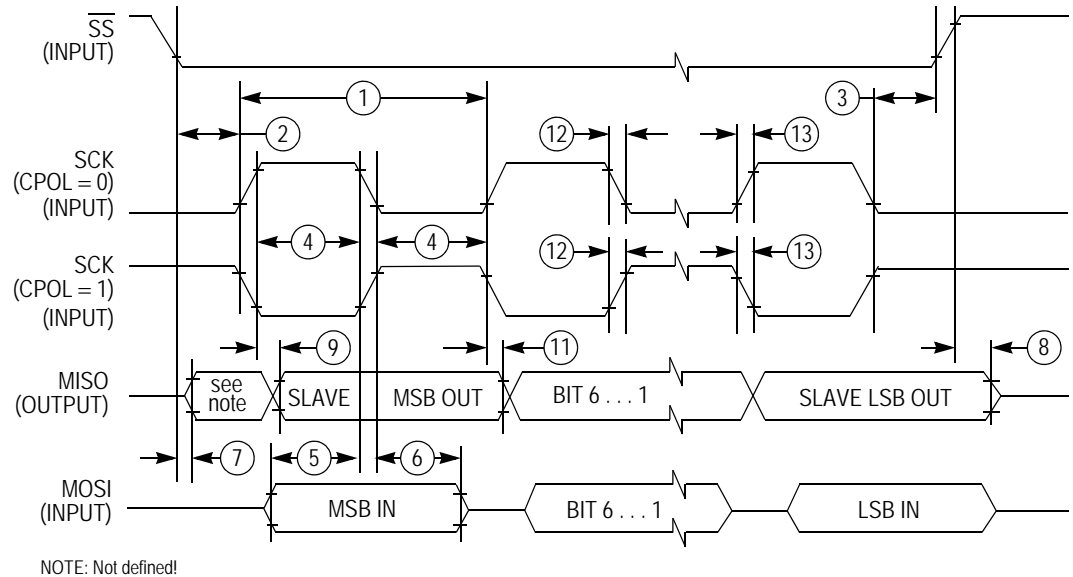 SS
(INPUT)
1
3
2
12
13
SCK
(CPOL = 0)
(INPUT)
4
4
SCK
(CPOL = 1)
(INPUT)
12
13
9
11
8
MISO
(OUTPUT)
see
note
SLAVE
MSB OUT
BIT 6 . . . 1
SLAVE LSB OUT
7
5
6
MOSI
(INPUT)
MSB IN
BIT 6 . . . 1
LSB IN
NOTE: Not defined!